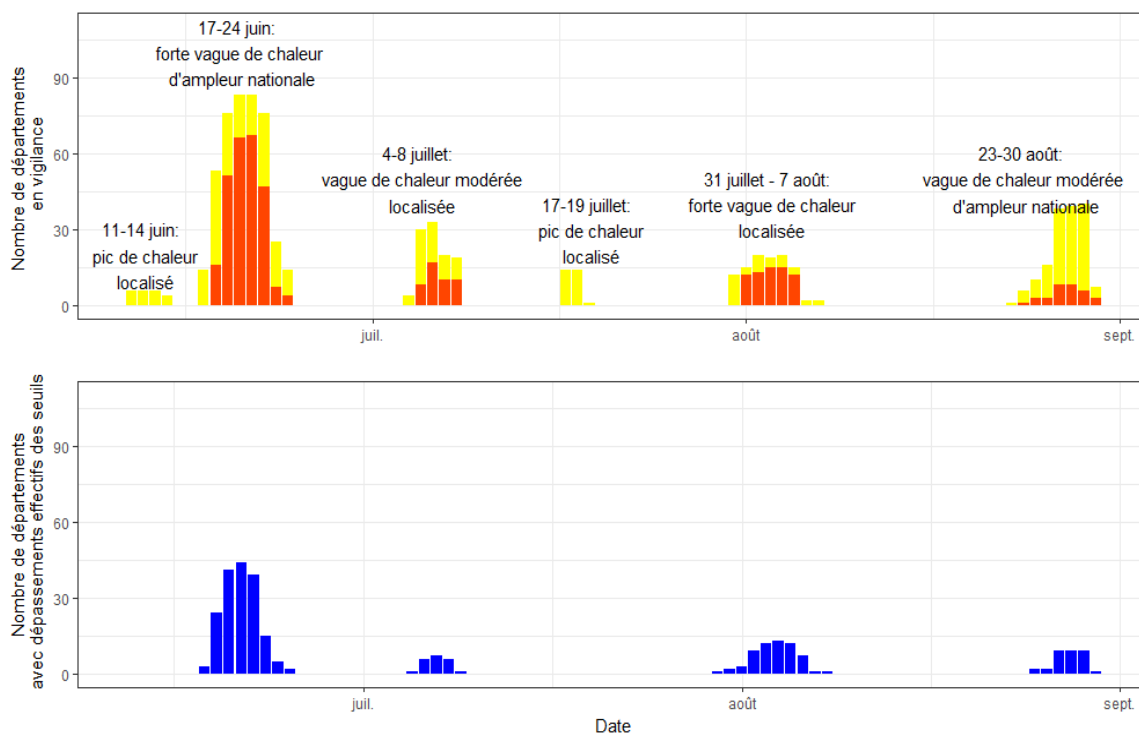 Nombre de départements
en vigilance
90
60
30
0
17-24 juin:
forte vague de chaleur
d'ampleur nationale
11-14 juin:
pic de chaleur
localisé
4-8 juillet:
vague de chaleur modérée
localisée
17-19 juillet:
pic de chaleur
localisé
31 juillet - 7 août:
forte vague de chaleur
localisée
23-30 août:
vague de chaleur modérée
d'ampleur nationale
juil.
août
sept.
Nombre de départements
avec dépassements effectifs des seuils
90
60
30
0
juil.
août
sept.
Date